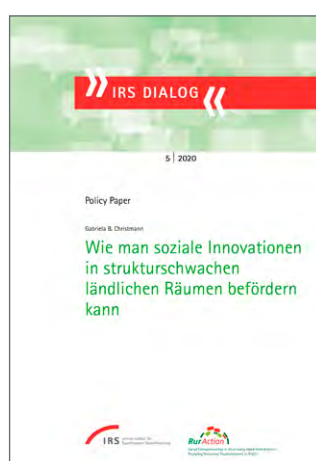 IRS DIALOG
5 | 2020
Policy Paper
Gabriela B. Christmann
Wie man soziale Innovationen
in strukturschwachen
ländlichen Räumen befördern
kann
IRS
RurAction